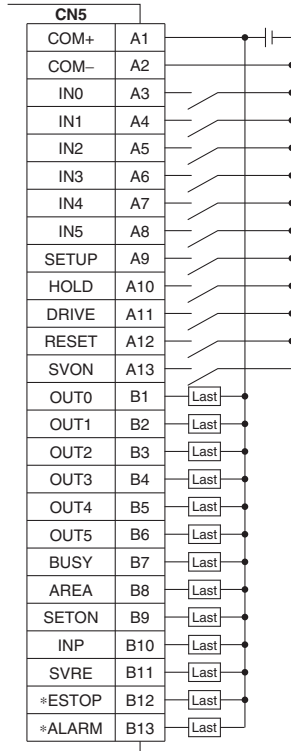 CN5
COM+ A1
COM− A2
IN0 A3
IN1 A4
IN2 A5
IN3 A6
IN4 A7
IN5 A8
SETUP A9
HOLD A10
DRIVE A11
RESET A12
SVON A13
OUT0 B1 Last
OUT1 B2 Last
OUT2 B3 Last
OUT3 B4 Last
OUT4 B5 Last
OUT5 B6 Last
BUSY B7 Last
AREA B8 Last
SETON B9 Last
INP B10 Last
SVRE B11 Last
*ESTOP B12 Last
*ALARM B13 Last